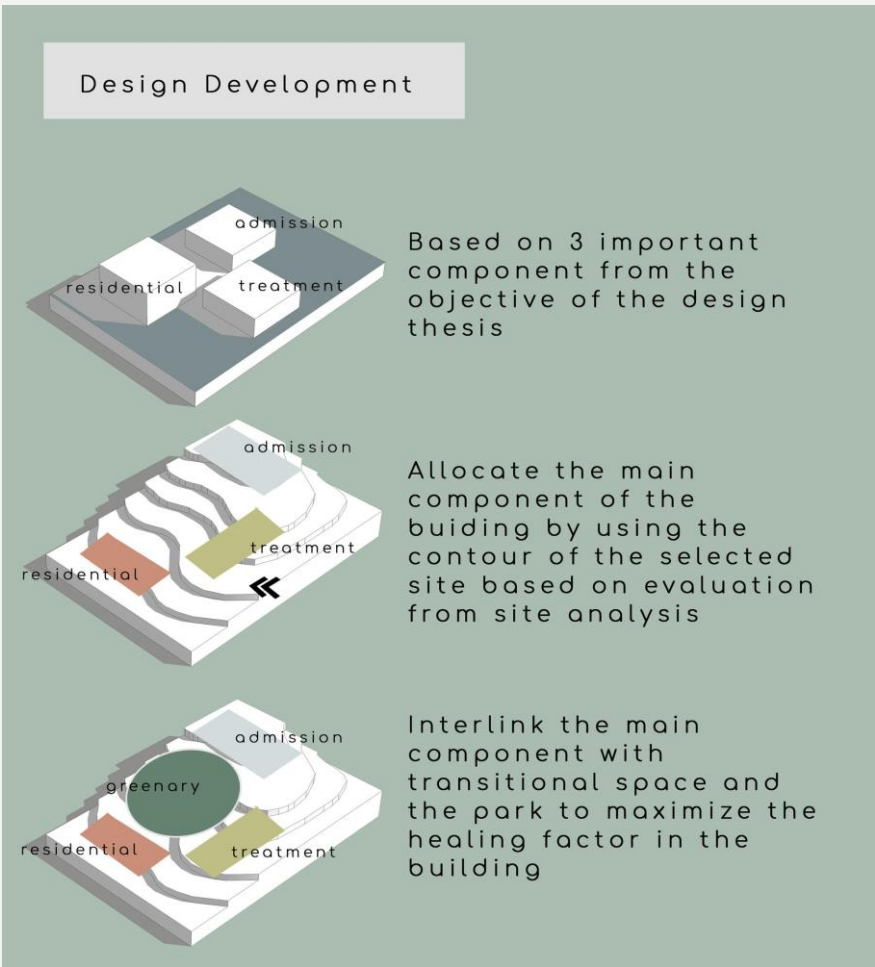 Design Development
admission
residential
treatment
Based on 3 important
component from the
objective of the design
thesis
admission
treatment
residential
Allocate the main
component of the
buiding by using the
contour of the selected
site based on evaluation
from site analysis
admission
greenary
residential
treatment
Interlink the main
component with
transitional space and
the park to maximize the
healing factor in the
building